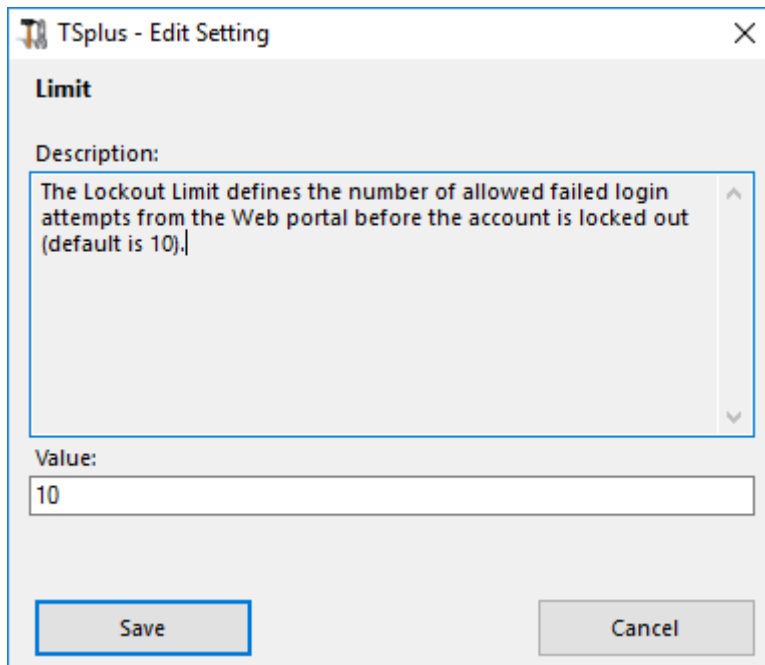 TSplus - Edit Setting
Limit
Description:
The Lockout Limit defines the number of allowed failed login
attempts from the Web portal before the account is locked out
(default is 10).
Value:
10
Save
Cancel